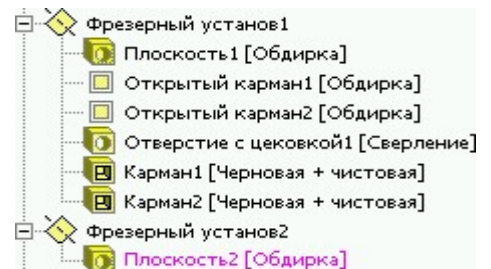 Фрезерный установ1
Плоскость1 [Обдирка]
Открытый карман1 [Обдирка]
Открытый карман2 [Обдирка]
Отверстие с цековкой1 [Сверление]
Карман1 [Черновая + чистовая]
Карман2 [Черновая + чистовая]
Фрезерный установ2
Плоскость2 [Обдирка]